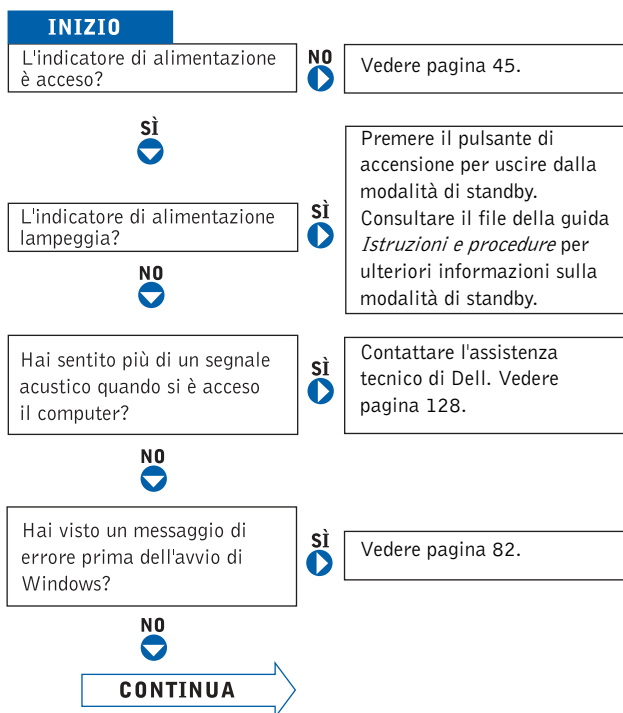 INIZIO
L'indicatore di alimentazione
è acceso?
NO
Vedere pagina 45.
SÌ
L'indicatore di alimentazione
lampeggia?
SÌ
Premere il pulsante di
accensione per uscire dalla
modalità di standby.
Consultare il file della guida
Istruzioni e procedure per
ulteriori informazioni sulla
modalità di standby.
NO
Hai sentito più di un segnale
acustico quando si è acceso
il computer?
SÌ
Contattare l'assistenza
tecnico di Dell. Vedere
pagina 128.
NO
Hai visto un messaggio di
errore prima dell'avvio di
Windows?
SÌ
Vedere pagina 82.
NO
CONTINUA